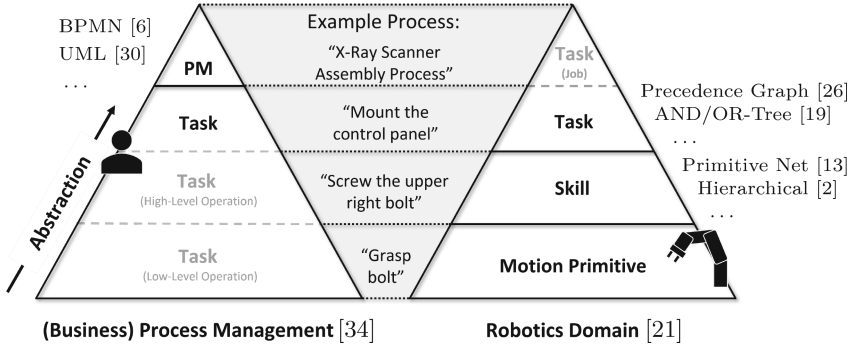 BPMN [6]
UML [30]
...
Abstraction
PM
Task
Task
(High-Level Operation)
Task
(Low-Level Operation)
(Business) Process Management [34]
Example Process:
“X-Ray Scanner
Assembly Process”
“Mount the
control panel”
“Screw the upper
right bolt”
“Grasp
bolt”
Task
(Job)
Task
Skill
Motion Primitive
Robotics Domain [21]
Precedence Graph [26]
AND/OR-Tree [19]
...
Primitive Net [13]
Hierarchical [2]
...